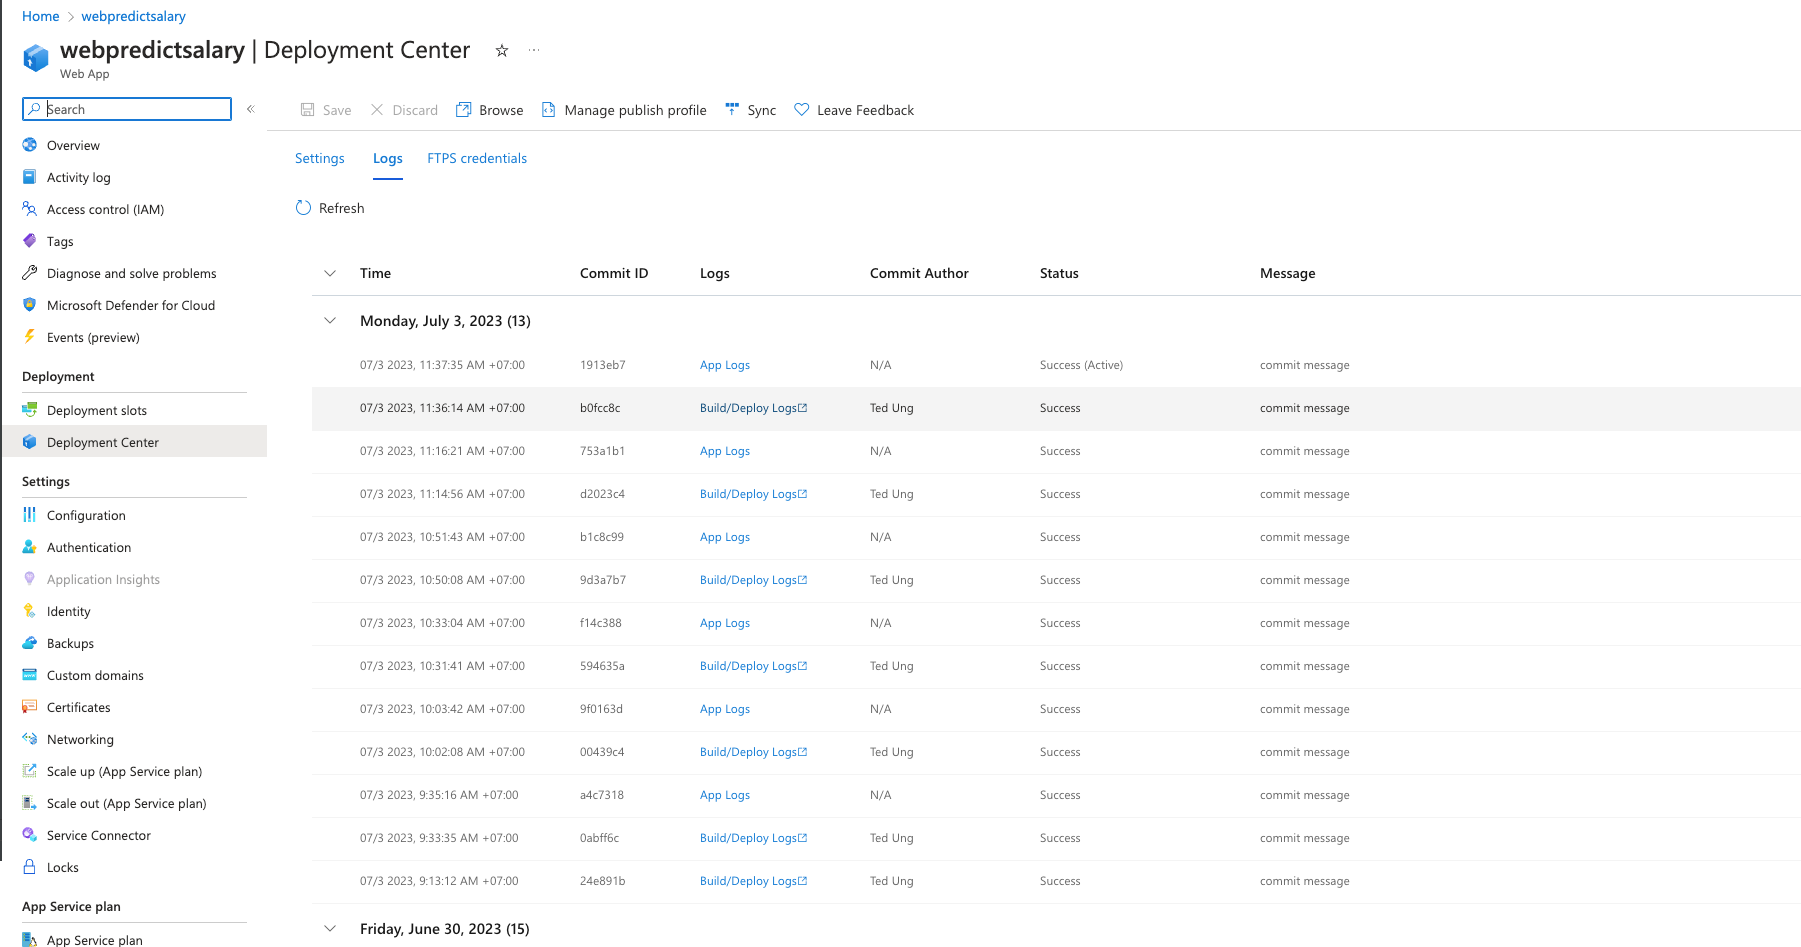 Home > webpredictsalary
webpredictsalary | Deployment Center
Web App
Search
«
Overview
Activity log
Access control (IAM)
Tags
Diagnose and solve problems
Microsoft Defender for Cloud
Events (preview)
Deployment
Deployment slots
Deployment Center
Settings
Configuration
Authentication
Application Insights
Identity
Backups
Custom domains
Certificates
Networking
Scale up (App Service plan)
Scale out (App Service plan)
Service Connector
Locks
App Service plan
App Service plan
Save Discard Browse Manage publish profile Sync Leave Feedback
Settings Logs FTPS credentials
Refresh
Time Commit ID Logs Commit Author Status Message
Monday, July 3, 2023 (13)
07/3 2023, 11:37:35 AM +07:00 1913eb7 App Logs N/A Success (Active) commit message
07/3 2023, 11:36:14 AM +07:00 b0fcc8c Build/Deploy Logs Ted Ung Success commit message
07/3 2023, 11:16:21 AM +07:00 753a1b1 App Logs N/A Success commit message
07/3 2023, 11:14:56 AM +07:00 d2023c4 Build/Deploy Logs Ted Ung Success commit message
07/3 2023, 10:51:43 AM +07:00 b1c8c99 App Logs N/A Success commit message
07/3 2023, 10:50:08 AM +07:00 9d3a7b7 Build/Deploy Logs Ted Ung Success commit message
07/3 2023, 10:33:04 AM +07:00 f14c388 App Logs N/A Success commit message
07/3 2023, 10:31:41 AM +07:00 594635a Build/Deploy Logs Ted Ung Success commit message
07/3 2023, 10:03:42 AM +07:00 9f0163d App Logs N/A Success commit message
07/3 2023, 10:02:08 AM +07:00 00439c4 Build/Deploy Logs Ted Ung Success commit message
07/3 2023, 9:35:16 AM +07:00 a4c7318 App Logs N/A Success commit message
07/3 2023, 9:33:35 AM +07:00 0abff6c Build/Deploy Logs Ted Ung Success commit message
07/3 2023, 9:13:12 AM +07:00 24e891b Build/Deploy Logs Ted Ung Success commit message
Friday, June 30, 2023 (15)